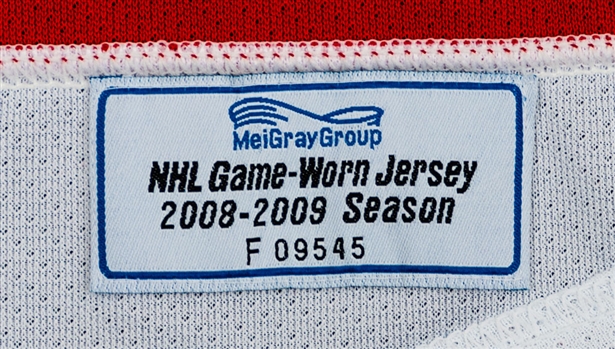 MeiGrayGroup
NHL Game-Worn Jersey
2008-2009 Season
F 09545